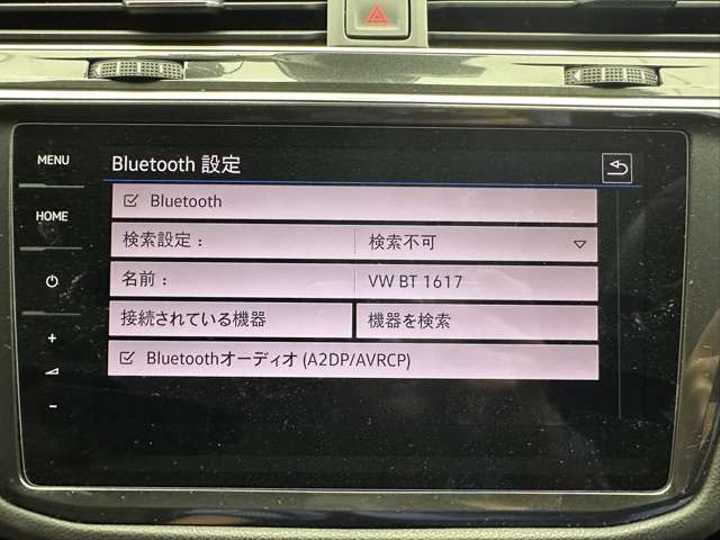 MENU
Bluetooth 設定
Bluetooth
HOME
検索設定 : 検索不可
名前 : VW BT 1617
接続されている機器 機器を検索
+
Bluetoothオーディオ (A2DP/AVRCP)
-